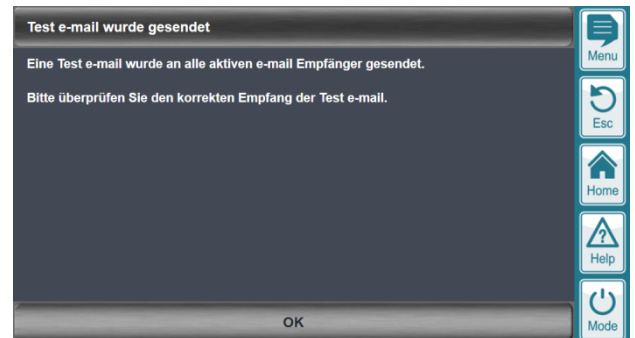 Test e-mail wurde gesendet
Eine Test e-mail wurde an alle aktiven e-mail Empfänger gesendet.
Bitte überprüfen Sie den korrekten Empfang der Test e-mail.
OK
Menu
Esc
Home
?
Help
Mode